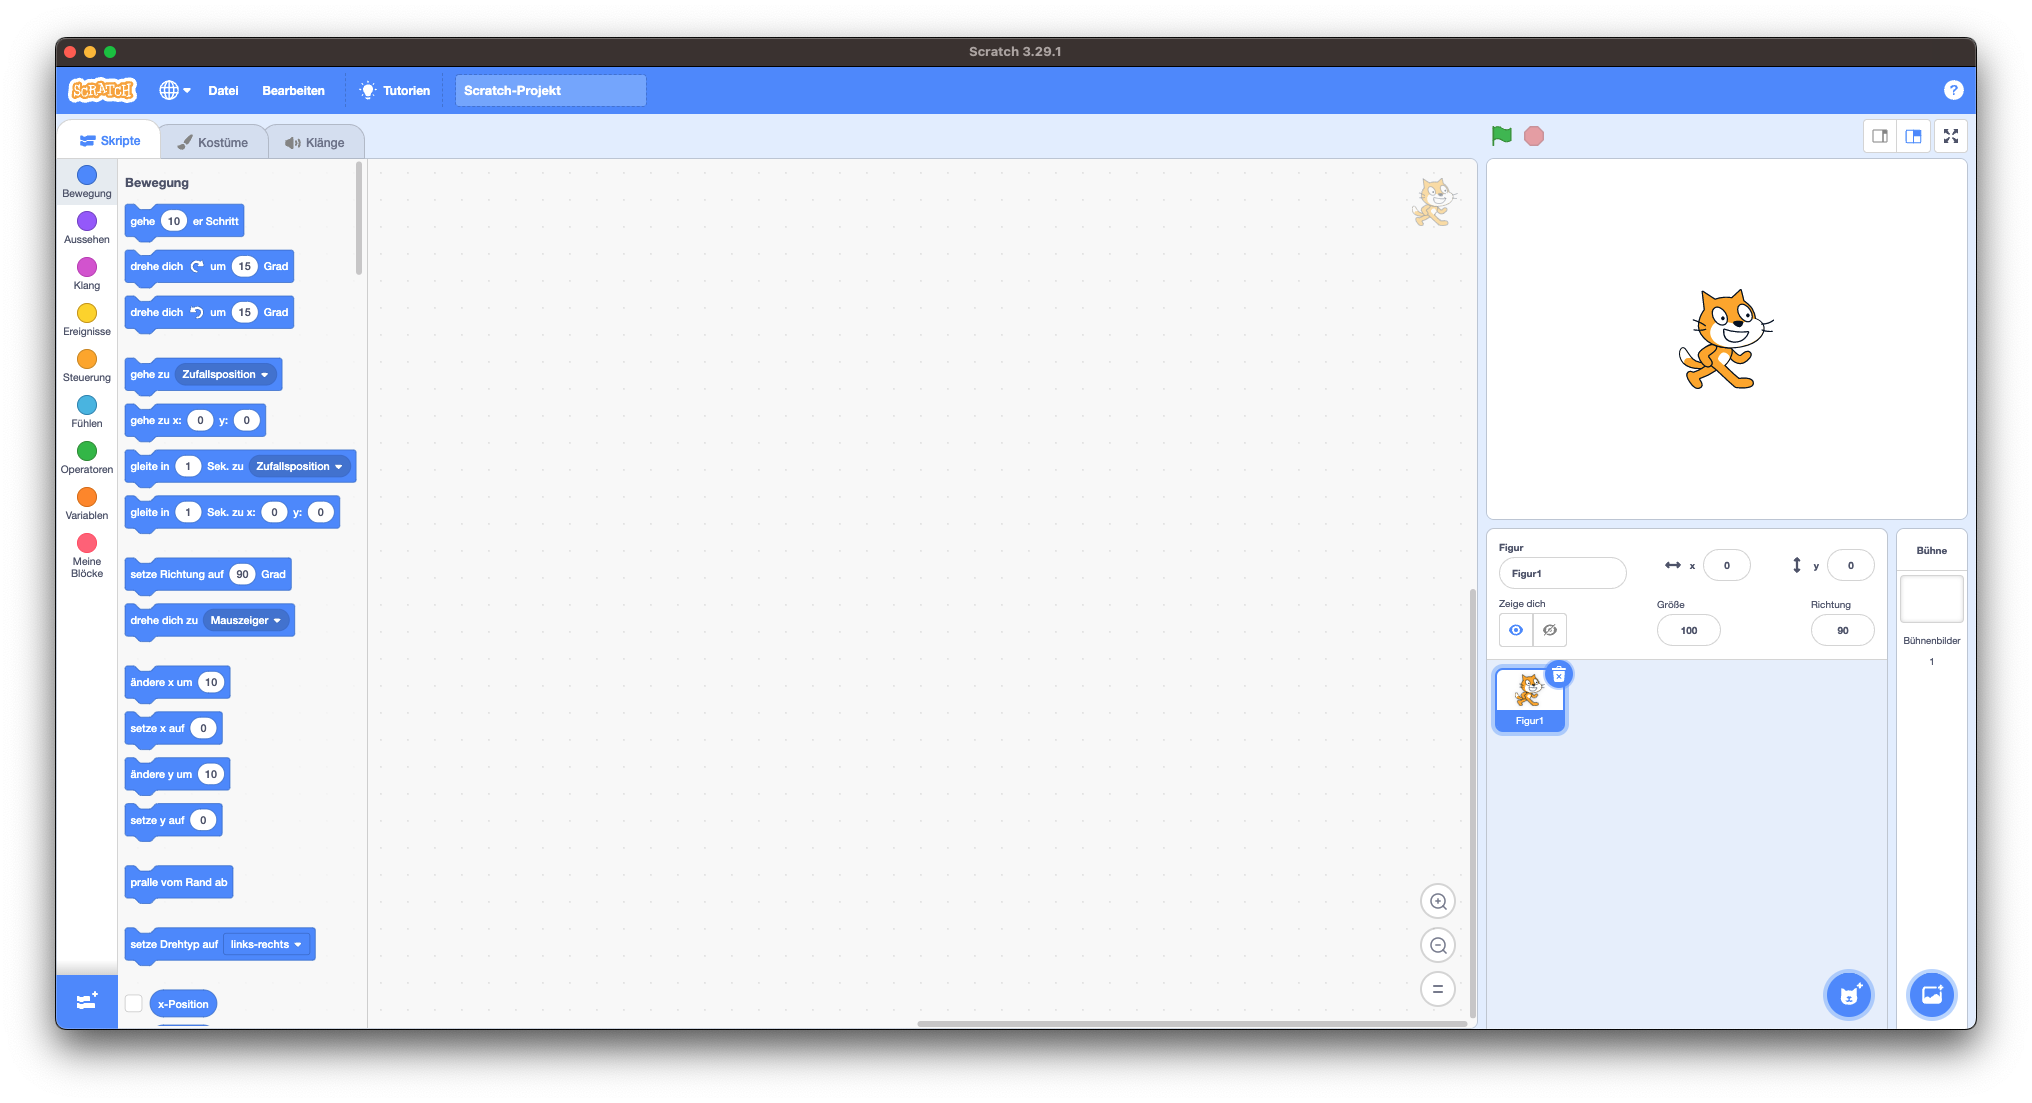 Scratch 3.29.1
SCRATCH
Datei
Bearbeiten
Tutorien
Scratch-Projekt
?
Skripte
Kostüme
Klänge
Bewegung
Aussehen
Klang
Ereignisse
Steuerung
Fühlen
Operatoren
Variablen
Meine
Blöcke
Bewegung
gehe 10 er Schritt
drehe dich um 15 Grad
drehe dich um 15 Grad
gehe zu Zufallsposition
gehe zu x: 0 y: 0
gleite in 1 Sek. zu Zufallsposition
gleite in 1 Sek. zu x: 0 y: 0
setze Richtung auf 90 Grad
drehe dich zu Mauszeiger
ändere x um 10
setze x auf 0
ändere y um 10
setze y auf 0
pralle vom Rand ab
setze Drehtyp auf links-rechts
x-Position
Figur
Figur1
x 0
y 0
Zeige dich
Größe
100
Richtung
90
Figur1
Bühne
Bühnenbilder
1